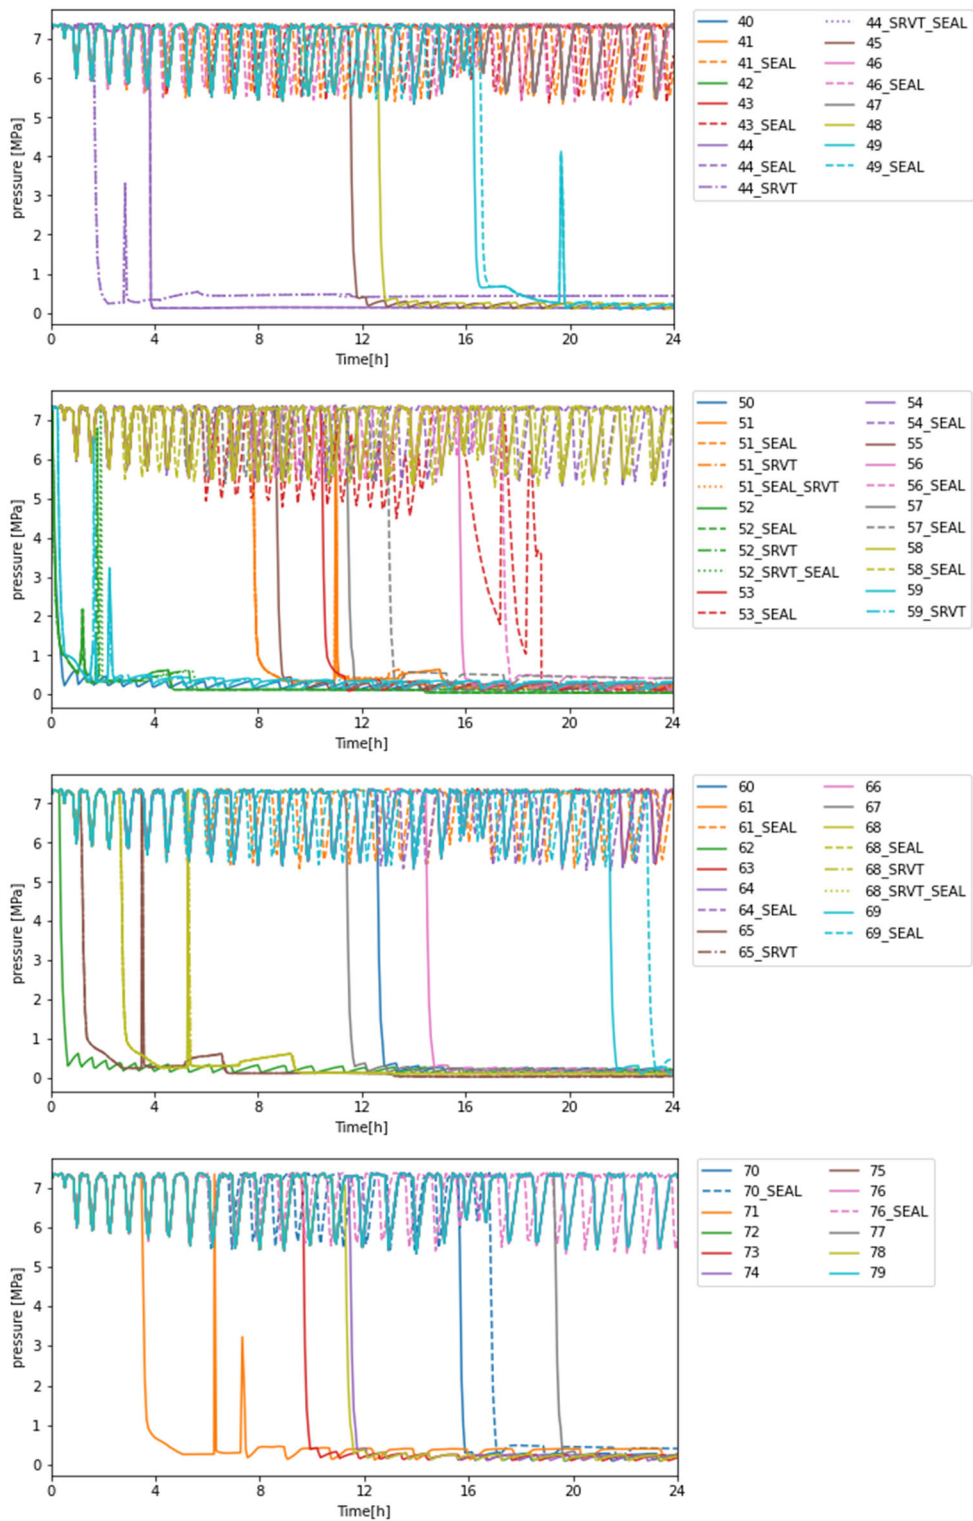 7
6
5
4
3
2
1
0
pressure [MPa]
0 4 8 12 16 20 24
Time[h]
40
41
41_SEAL
42
43
43_SEAL
44
44_SEAL
44_SRVT
44_SRVT_SEAL
45
46
46_SEAL
47
48
49
49_SEAL
7
6
5
4
3
2
1
0
pressure [MPa]
0 4 8 12 16 20 24
Time[h]
50
51
51_SEAL
51_SRVT
51_SEAL_SRVT
52
52_SEAL
52_SRVT
52_SRVT_SEAL
53
53_SEAL
54
54_SEAL
55
56
56_SEAL
57
57_SEAL
58
58_SEAL
59
59_SRVT
7
6
5
4
3
2
1
0
pressure [MPa]
0 4 8 12 16 20 24
Time[h]
60
61
61_SEAL
62
63
64
64_SEAL
65
65_SRVT
66
67
68
68_SEAL
68_SRVT
68_SRVT_SEAL
69
69_SEAL
7
6
5
4
3
2
1
0
pressure [MPa]
0 4 8 12 16 20 24
Time[h]
70
70_SEAL
71
72
73
74
75
76
76_SEAL
77
78
79